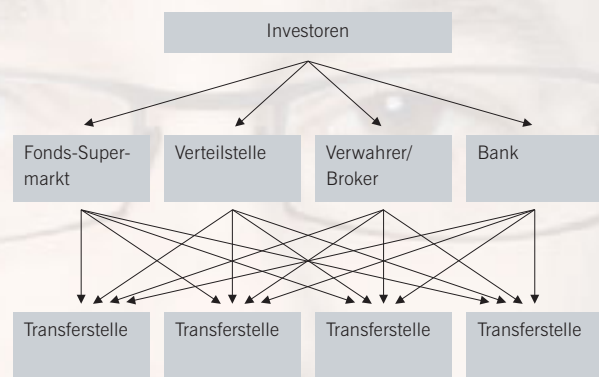 Investoren
Fonds-Super-
markt
Verteilstelle
Verwahrer/
Broker
Bank
Transferstelle
Transferstelle
Transferstelle
Transferstelle